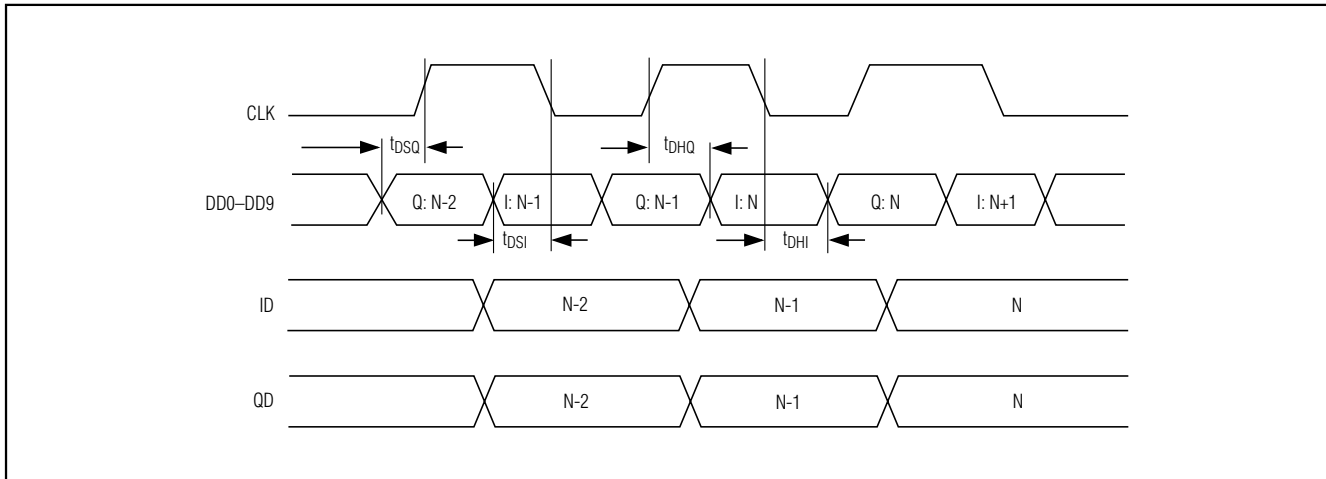 CLK
tDSQ
tDHQ
DD0–DD9
Q: N-2
I: N-1
Q: N-1
I: N
Q: N
I: N+1
tDSI
tDHI
ID
N-2
N-1
N
QD
N-2
N-1
N